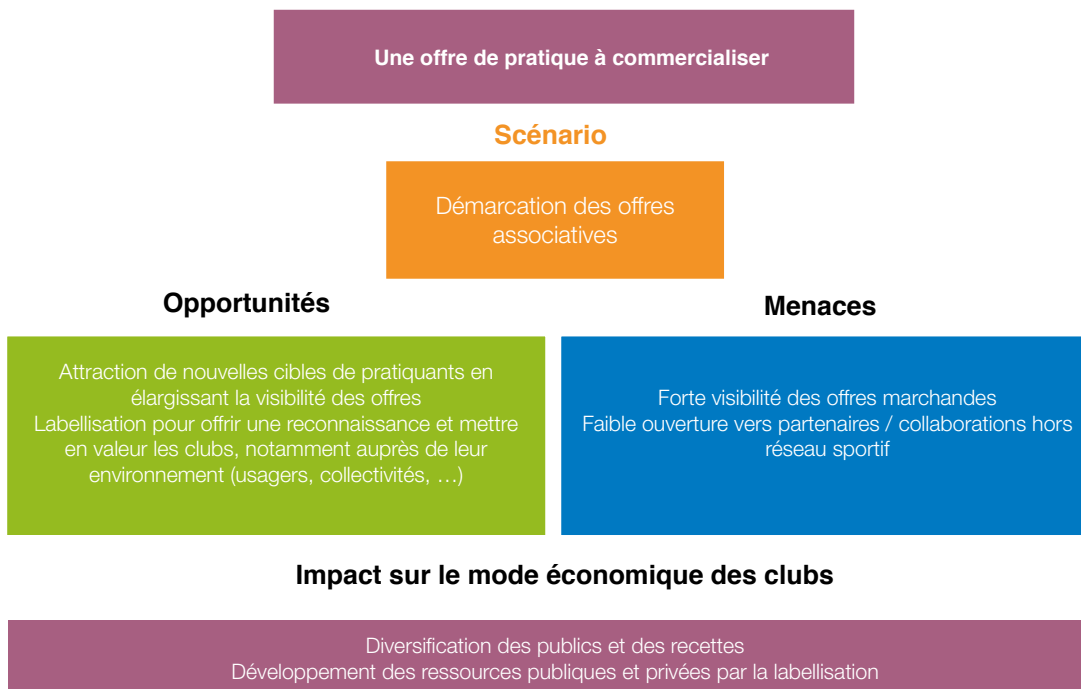 Une offre de pratique à commercialiser
Scénario
Démarcation des offres
associatives
Opportunités
Attraction de nouvelles cibles de pratiquants en
élargissant la visibilité des offres
Labellisation pour offrir une reconnaissance et mettre
en valeur les clubs, notamment auprès de leur
environnement (usagers, collectivités, …)
Menaces
Forte visibilité des offres marchandes
Faible ouverture vers partenaires / collaborations hors
réseau sportif
Impact sur le mode économique des clubs
Diversification des publics et des recettes
Développement des ressources publiques et privées par la labellisation